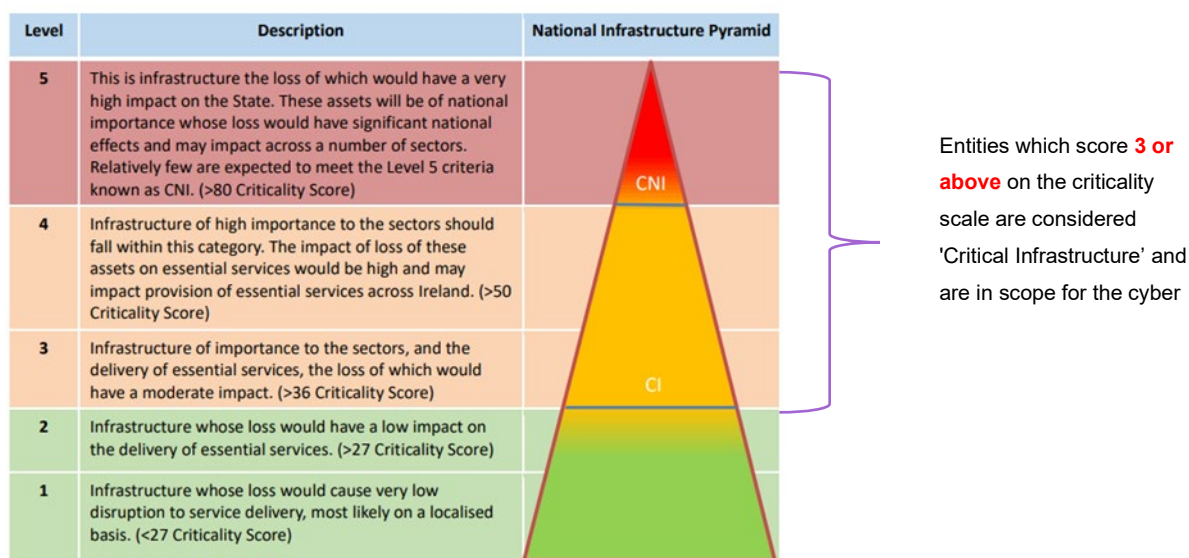 Level Description National Infrastructure Pyramid
5 This is infrastructure the loss of which would have a very
high impact on the State. These assets will be of national
importance whose loss would have significant national
effects and may impact across a number of sectors.
Relatively few are expected to meet the Level 5 criteria
known as CNI. (>80 Criticality Score)
CNI
4 Infrastructure of high importance to the sectors should
fall within this category. The impact of loss of these
assets on essential services would be high and may
impact provision of essential services across Ireland. (>50
Criticality Score)
3 Infrastructure of importance to the sectors, and the
delivery of essential services, the loss of which would
have a moderate impact. (>36 Criticality Score)
CI
2 Infrastructure whose loss would have a low impact on
the delivery of essential services. (>27 Criticality Score)
1 Infrastructure whose loss would cause very low
disruption to service delivery, most likely on a localised
basis. (<27 Criticality Score)
Entities which score 3 or
above on the criticality
scale are considered
'Critical Infrastructure’ and
are in scope for the cyber